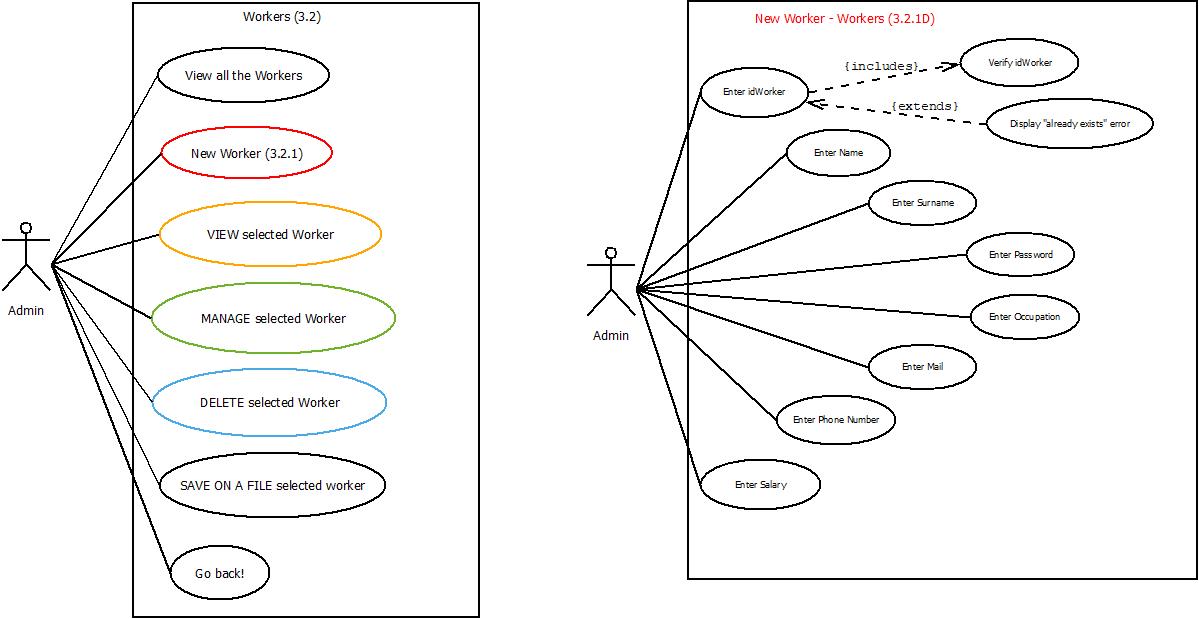 Workers (3.2)
View all the Workers
New Worker (3.2.1)
VIEW selected Worker
MANAGE selected Worker
DELETE selected Worker
SAVE ON A FILE selected worker
Go back!
Admin
New Worker - Workers (3.2.1D)
Enter idWorker
{includes}
Verify idWorker
{extends}
Display "already exists" error
Enter Name
Enter Surname
Enter Password
Enter Occupation
Enter Mail
Enter Phone Number
Enter Salary
Admin